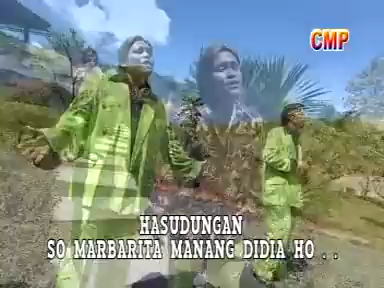 CMP
HASUDUNGAN
SO MARBARITA MANANG DIDIA HO . .